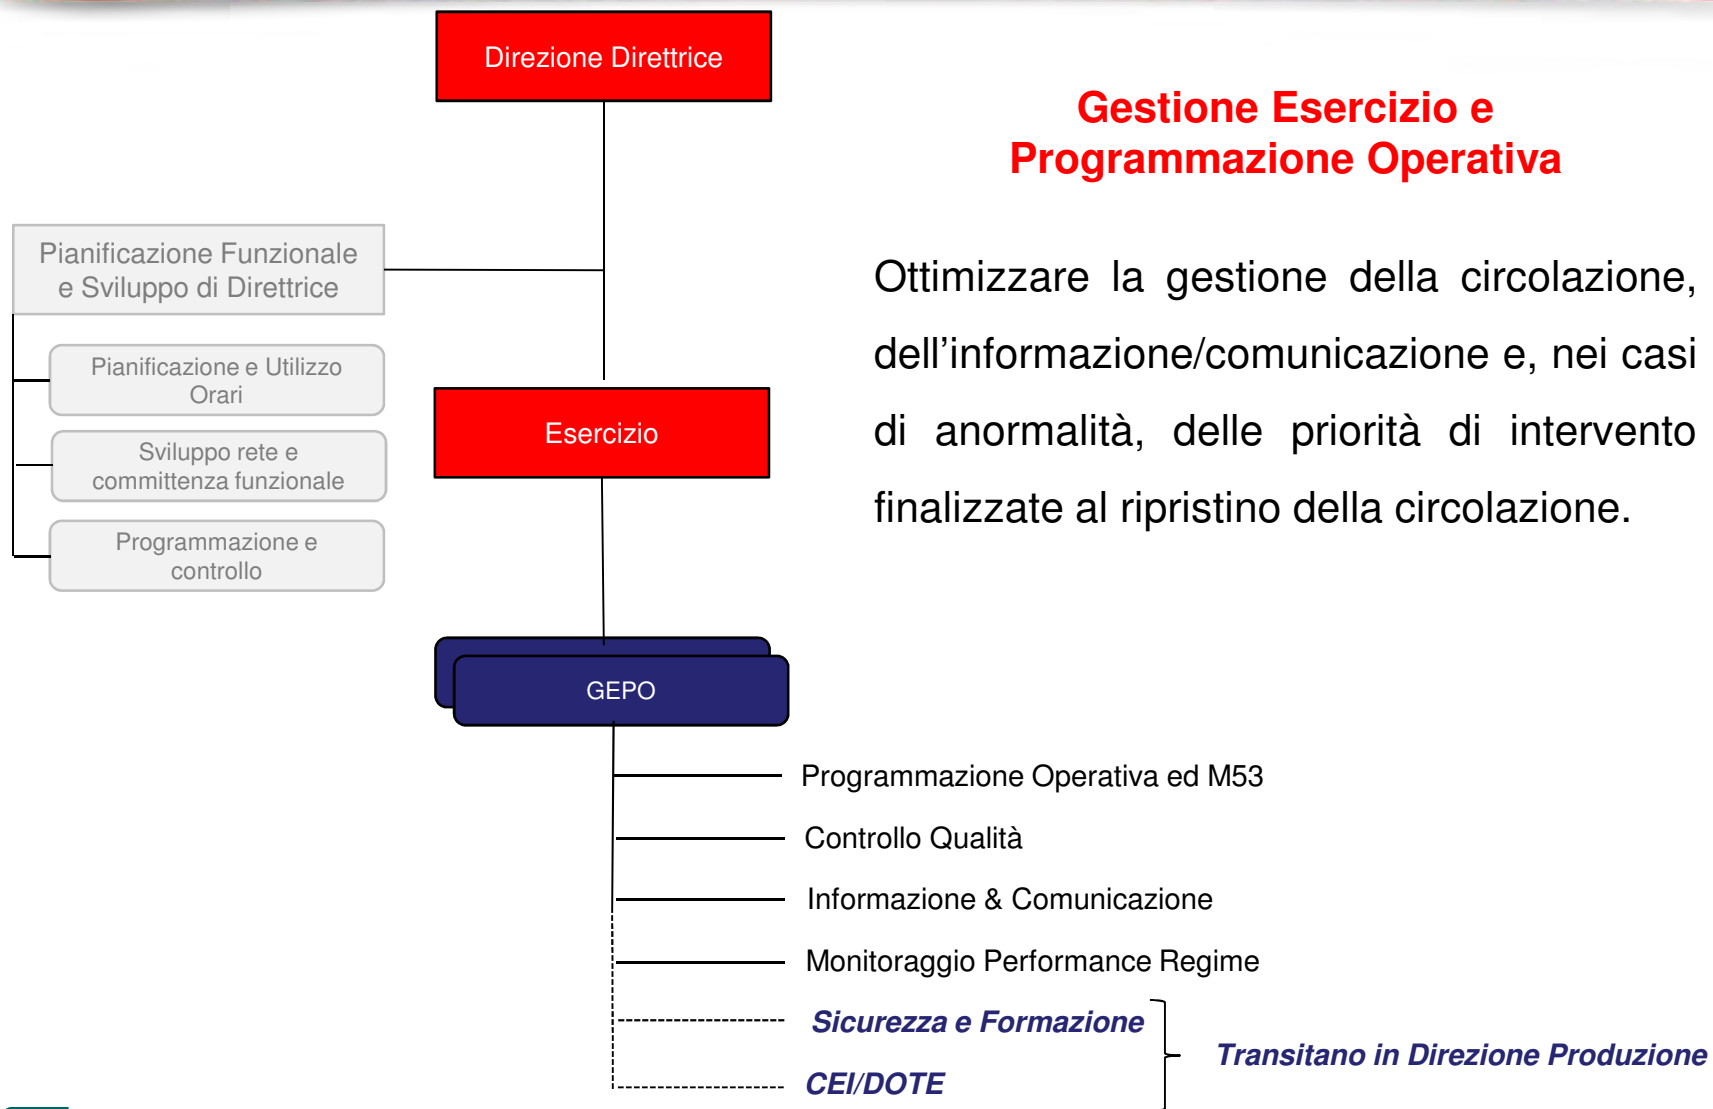 Direzione Direttrice
Gestione Esercizio e
Programmazione Operativa
Pianificazione Funzionale
e Sviluppo di Direttrice
Pianificazione e Utilizzo
Orari
Sviluppo rete e
committenza funzionale
Programmazione e
controllo
Esercizio
Ottimizzare la gestione della circolazione,
dell’informazione/comunicazione e, nei casi
di anormalità, delle priorità di intervento
finalizzate al ripristino della circolazione.
GEPO
Programmazione Operativa ed M53
Controllo Qualità
Informazione & Comunicazione
Monitoraggio Performance Regime
Sicurezza e Formazione
CEI/DOTE
Transitano in Direzione Produzione